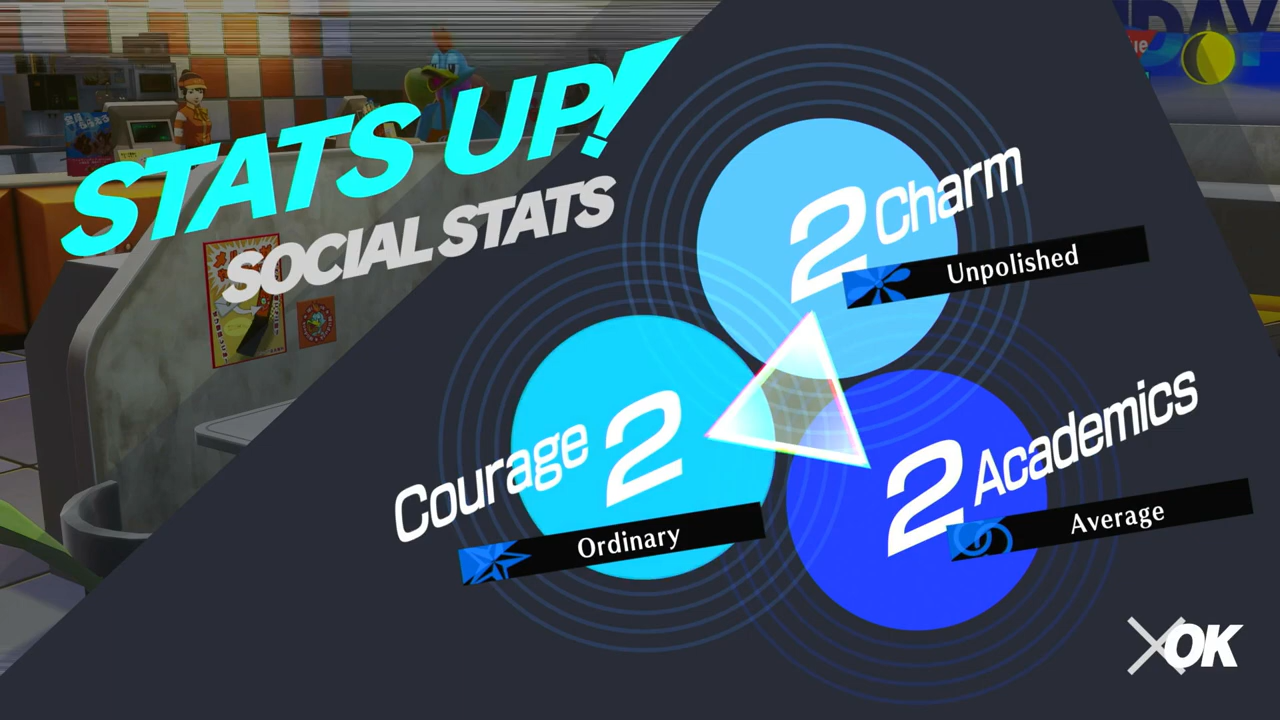 STATS UP!
SOCIAL STATS
2 Charm
Unpolished
Courage 2
Ordinary
2 Academics
Average
OK